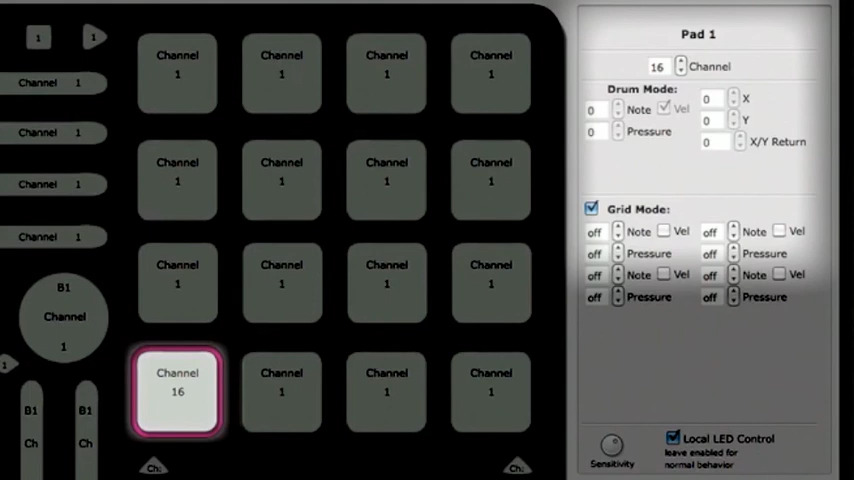 1
1
Channel 1
Channel 1
Channel 1
Channel 1
B1
Channel
1
1
B1
Ch
B1
Ch
Channel
1
Channel
1
Channel
1
Channel
1
Channel
1
Channel
1
Channel
1
Channel
1
Channel
1
Channel
1
Channel
1
Channel
1
Channel
16
Channel
1
Channel
1
Channel
1
Ch:
Ch:
Pad 1
16 Channel
Drum Mode:
0 Note Vel
0 Pressure
0 X
0 Y
0 X/Y Return
Grid Mode:
off Note Vel off Note Vel
off Pressure off Pressure
off Note Vel off Note Vel
off Pressure off Pressure
Sensitivity
Local LED Control
leave enabled for
normal behavior